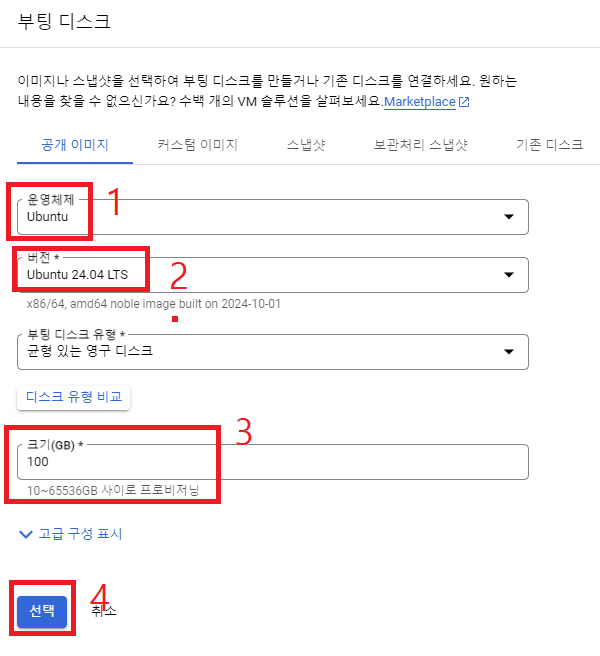 부팅 디스크
이미지나 스냅샷을 선택하여 부팅 디스크를 만들거나 기존 디스크를 연결하세요. 원하는
내용을 찾을 수 없으신가요? 수백 개의 VM 솔루션을 살펴보세요.Marketplace
공개 이미지 커스텀 이미지 스냅샷 보관처리 스냅샷 기존 디스크
운영체제
1
Ubuntu
버전 *
Ubuntu 24.04 LTS
2
x86/64, amd64 noble image built on 2024-10-01
부팅 디스크 유형 *
균형 있는 영구 디스크
디스크 유형 비교
3
크기(GB) *
100
10~65536GB 사이로 프로비저닝
고급 구성 표시
4
선택 취소